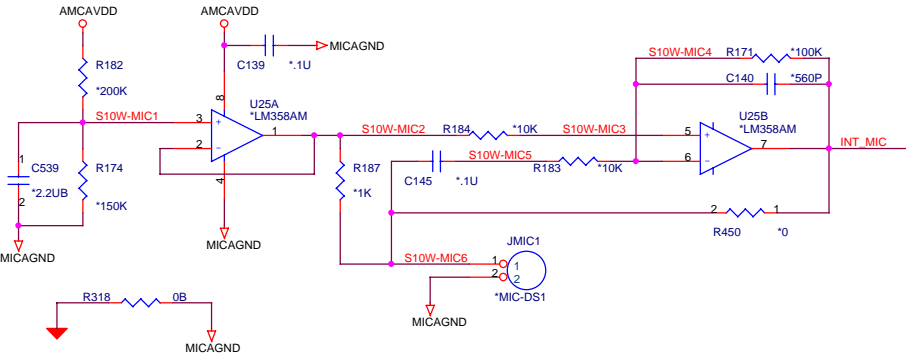 AMCAVDD
AMCAVDD
R182
*200K
C139
*.1U
MICAGND
S10W-MIC4
R171
*100K
C140
*560P
8
U25A
*LM358AM
S10W-MIC1
3
+
2
−
1
4
S10W-MIC2
R184
*10K
S10W-MIC3
5
+
6
−
U25B
*LM358AM
7
INT_MIC
1
C539
*2.2UB
2
R174
*150K
R187
*1K
C145
*.1U
S10W-MIC5
R183
*10K
2
1
R450
*0
MICAGND
MICAGND
S10W-MIC6
JMIC1
1
1
2
2
*MIC-DS1
MICAGND
R318
0B
MICAGND